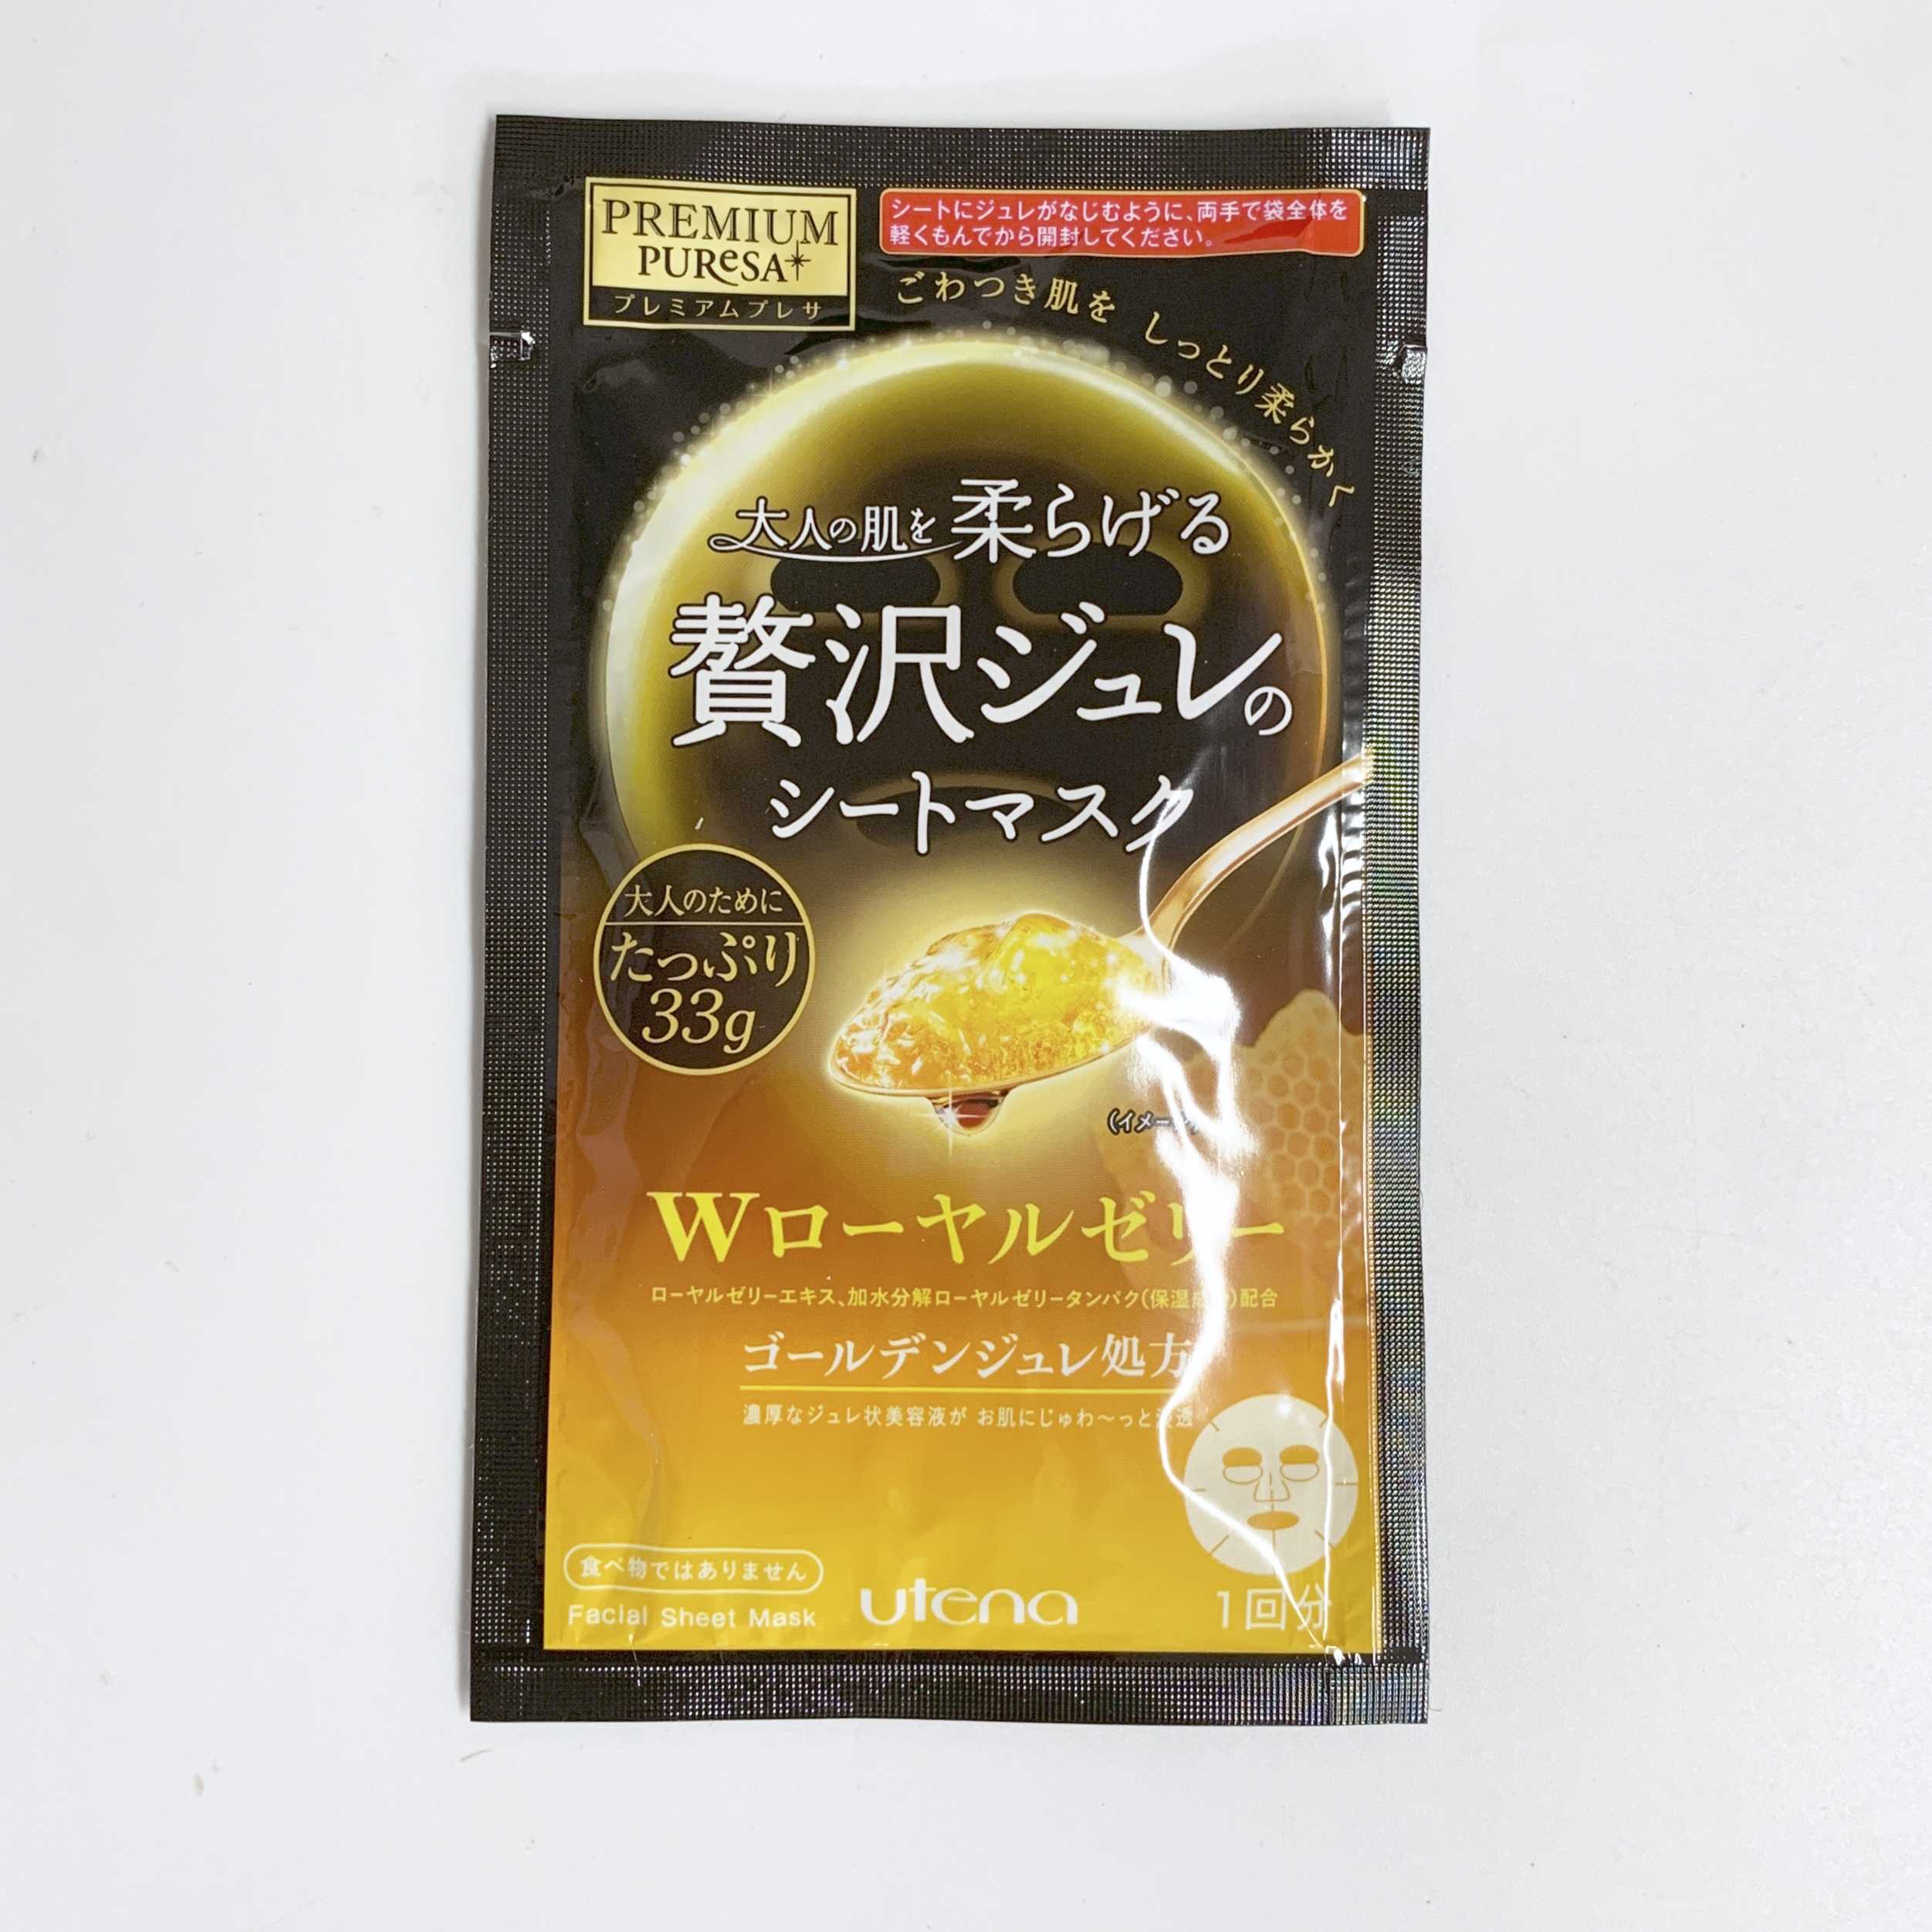 PREMIUM
PUReSA
プレミアムプレサ
シートにジュレがなじむように、両手で袋全体を
軽くもんでから開封してください。
ごわつき肌を しっとり柔らかく
大人の肌を柔らげる
贅沢ジュレの
シートマスク
大人のために
たっぷり
33g
Wローヤルゼリー
ローヤルゼリーエキス、加水分解ローヤルゼリータンパク(保湿 )配合
ゴールデンジュレ処方
濃厚なジュレ状美容液が お肌にじゅわ〜っと
食べ物ではありません
Facial Sheet Mask
utena
1回分